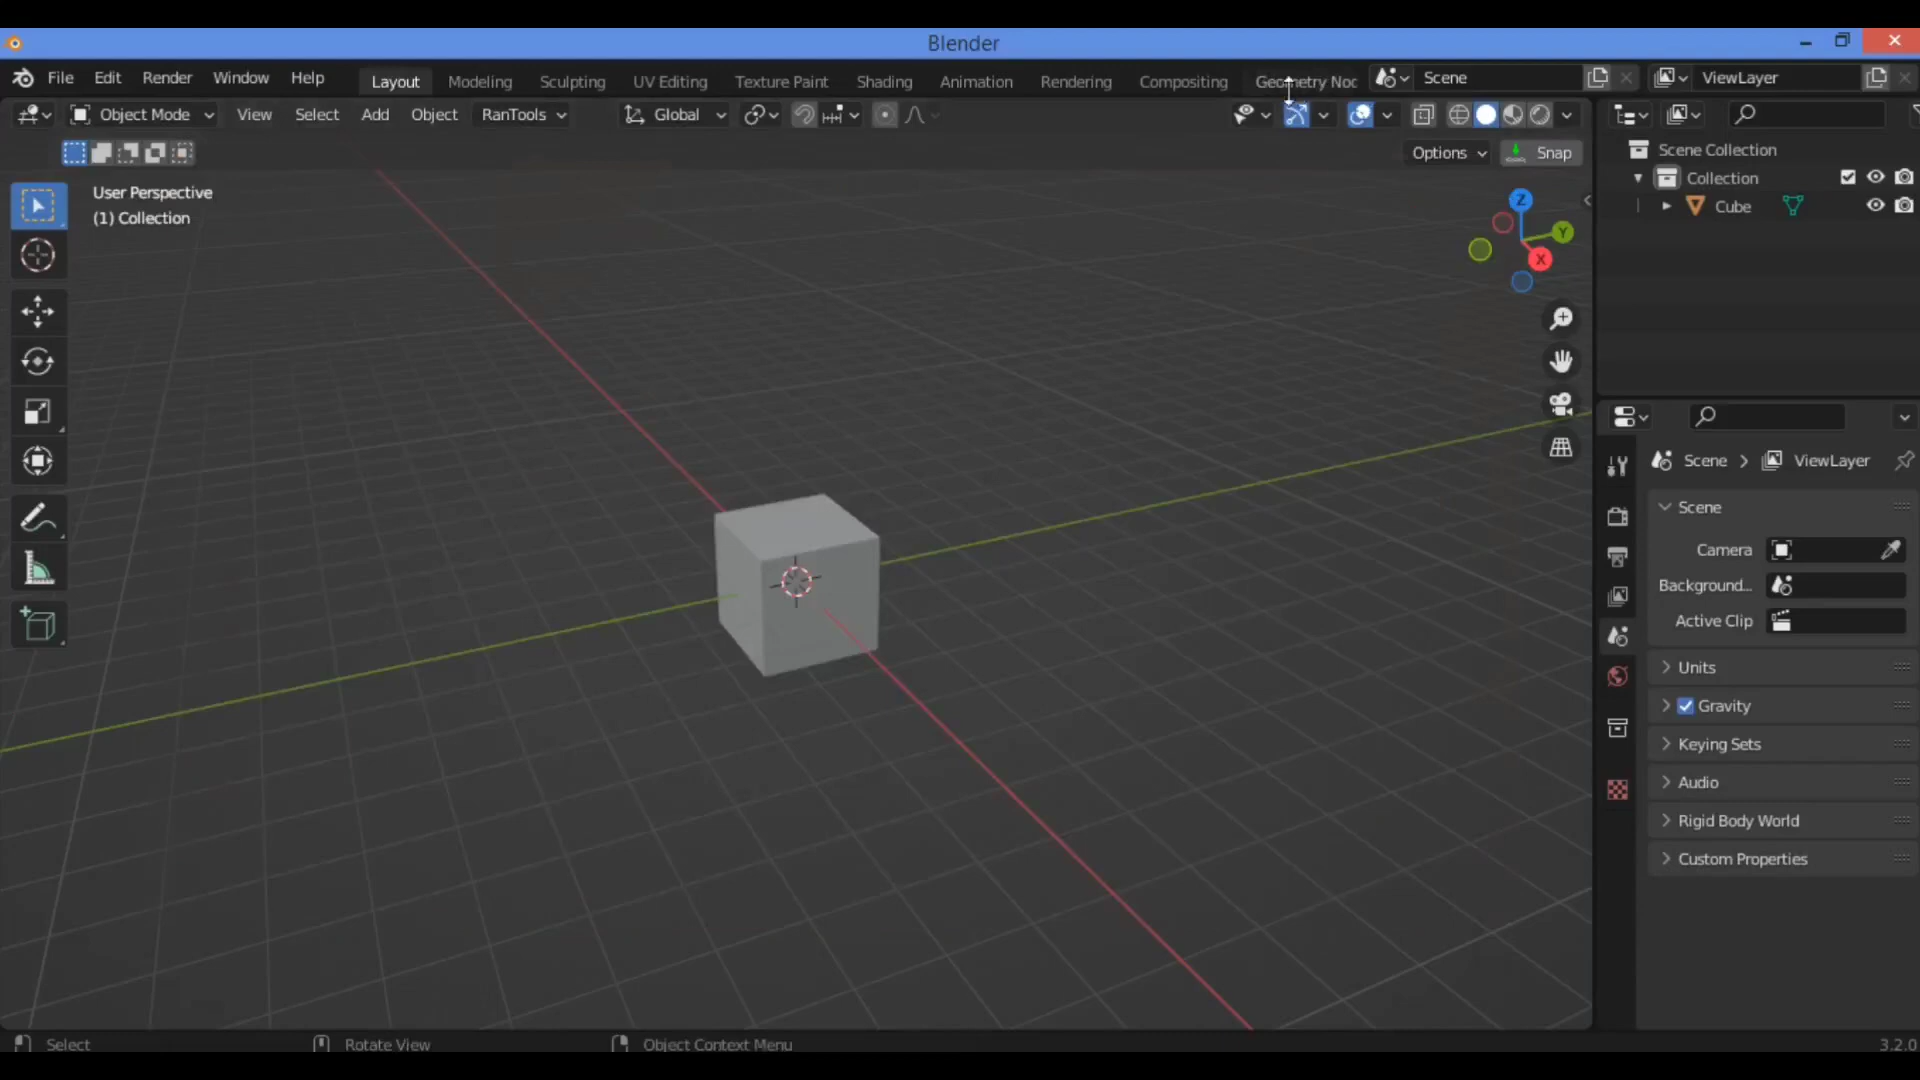 Blender
File Edit Render Window Help Layout Modeling Sculpting UV Editing Texture Paint Shading Animation Rendering Compositing Geometry Noc Scene ViewLayer
Object Mode View Select Add Object RanTools Global
Options Snap
User Perspective
(1) Collection
Z
Y
X
Scene Collection
Collection
Cube
Scene ViewLayer
Scene
Camera
Background...
Active Clip
Units
Gravity
Keying Sets
Audio
Rigid Body World
Custom Properties
Select Rotate View Object Context Menu 3.2.0